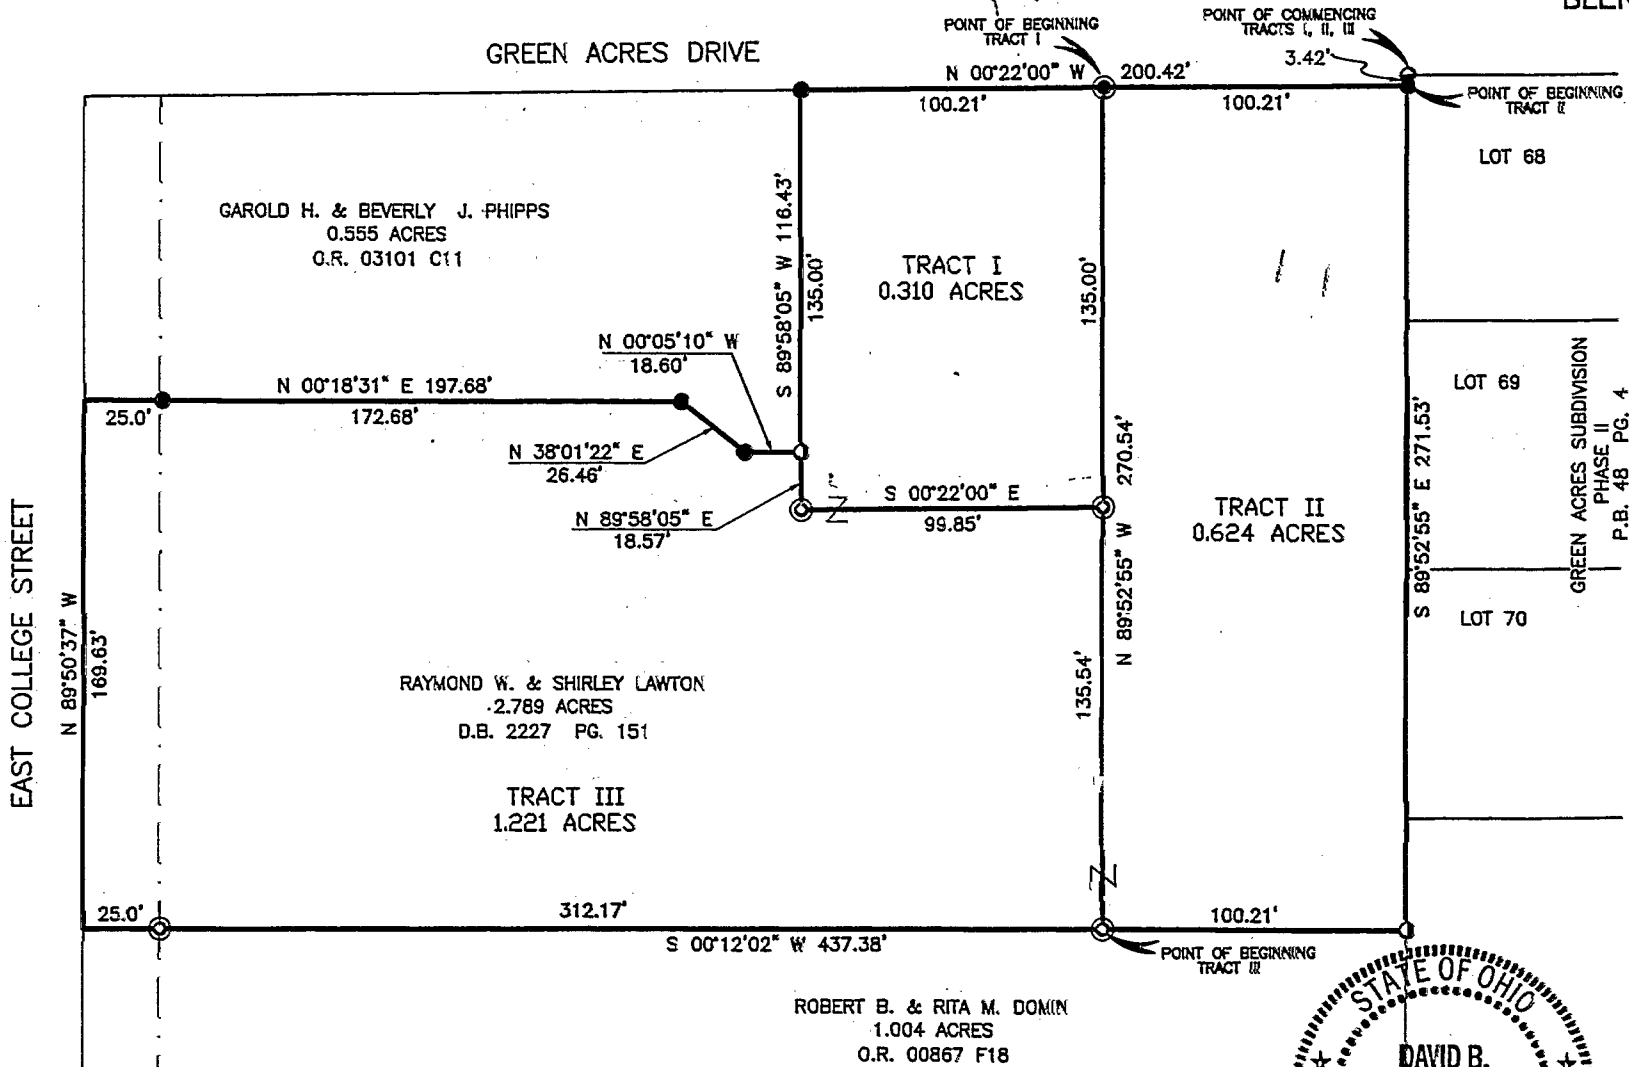 POINT OF BEGINNING
TRACT I
POINT OF COMMENCING
TRACTS I, II, III
GREEN ACRES DRIVE
3.42'
N 00°22'00" W 200.42'
100.21'
100.21'
POINT OF BEGINNING
TRACT II
LOT 68
GAROLD H. & BEVERLY J. PHIPPS
0.555 ACRES
O.R. 03101 C11
S 89°58'05" W 116.43'
135.00'
TRACT I
0.310 ACRES
135.00'
N 00°05'10" W
18.60'
N 00°18'31" E 197.68'
25.0'
172.68'
LOT 69
GREEN ACRES SUBDIVISION
PHASE II
P.B. 48 PG. 4
N 38°01'22" E
26.46'
N 89°58'05" E
18.57'
S 00°22'00" E
99.85'
N 89°52'55" W 270.54'
TRACT II
0.624 ACRES
S 89°52'55" E 271.53'
LOT 70
EAST COLLEGE STREET
N 89°50'37" W
169.63'
135.54'
RAYMOND W. & SHIRLEY LAWTON
2.789 ACRES
D.B. 2227 PG. 151
TRACT III
1.221 ACRES
25.0'
312.17'
100.21'
S 00°12'02" W 437.38'
POINT OF BEGINNING
TRACT III
ROBERT B. & RITA M. DOMIN
1.004 ACRES
O.R. 00867 F18
STATE OF OHIO
DAVID B.